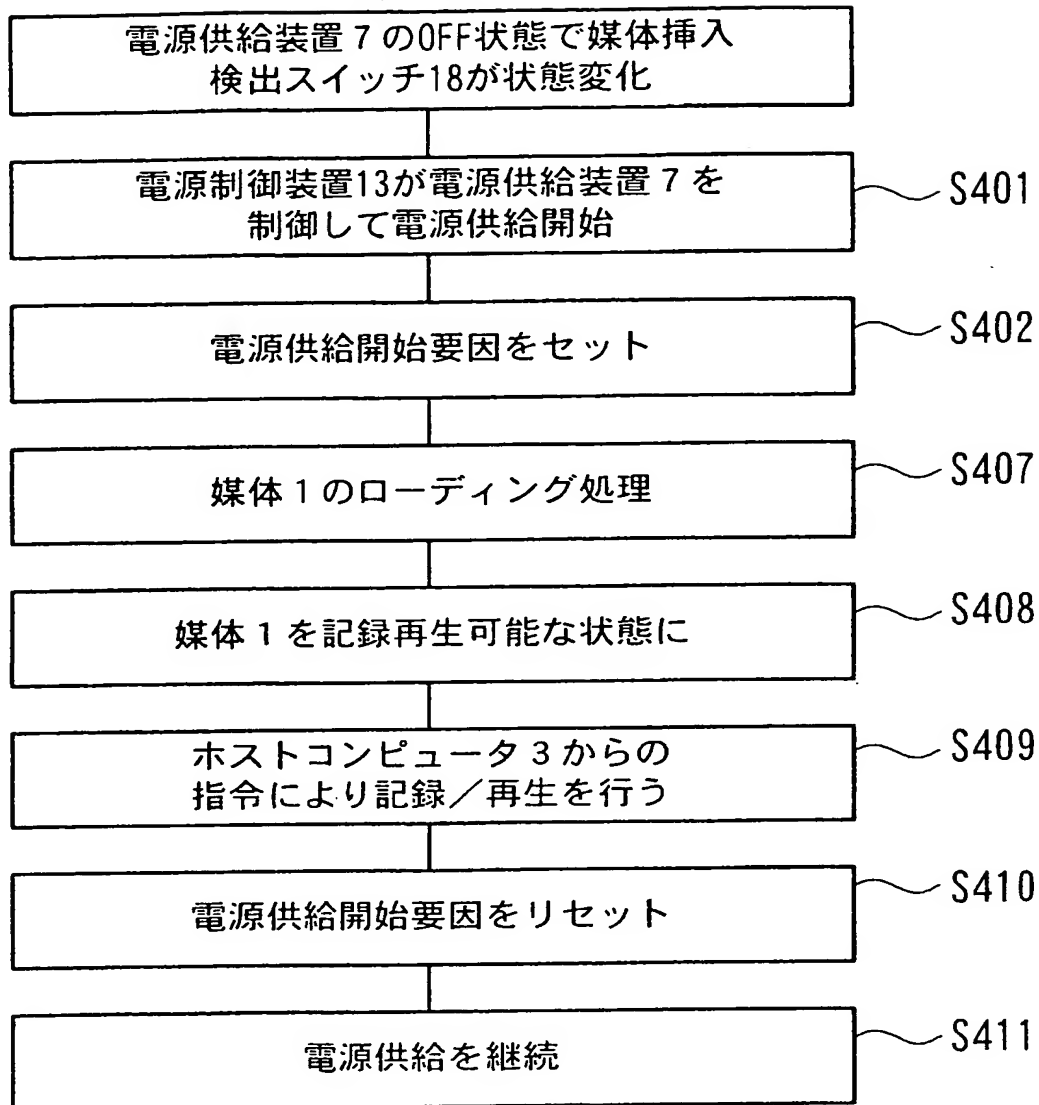 電源供給装置7のOFF状態で媒体挿入
検出スイッチ18が状態変化
電源制御装置13が電源供給装置7を
制御して電源供給開始
S401
電源供給開始要因をセット
S402
媒体1のローディング処理
S407
媒体1を記録再生可能な状態に
S408
ホストコンピュータ3からの
指令により記録/再生を行う
S409
電源供給開始要因をリセット
S410
電源供給を継続
S411